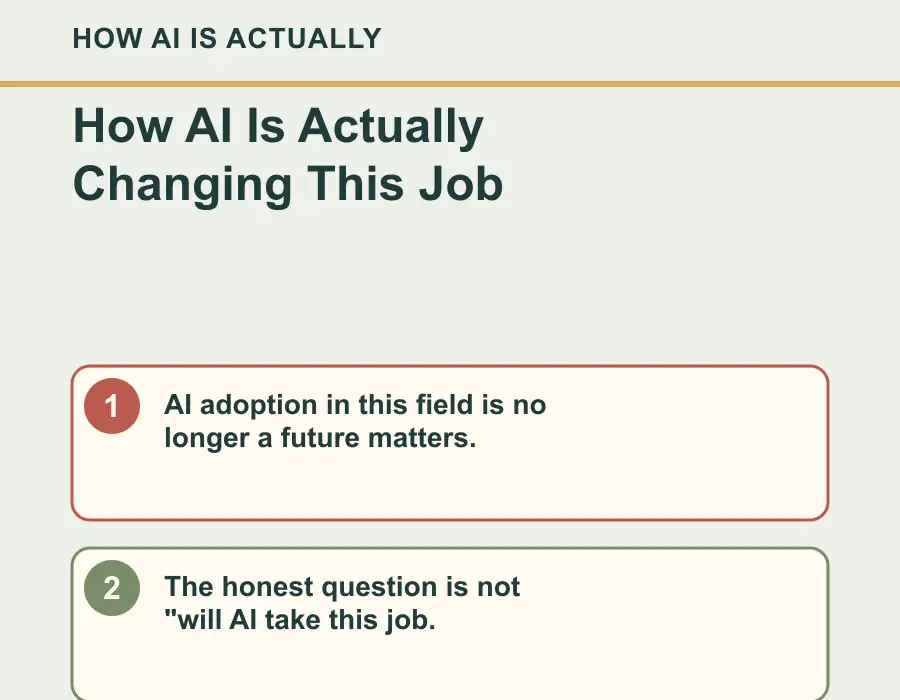 HOW AI IS ACTUALLY
How AI Is Actually
Changing This Job
1
AI adoption in this field is no
longer a future matters.
2
The honest question is not
"will AI take this job.